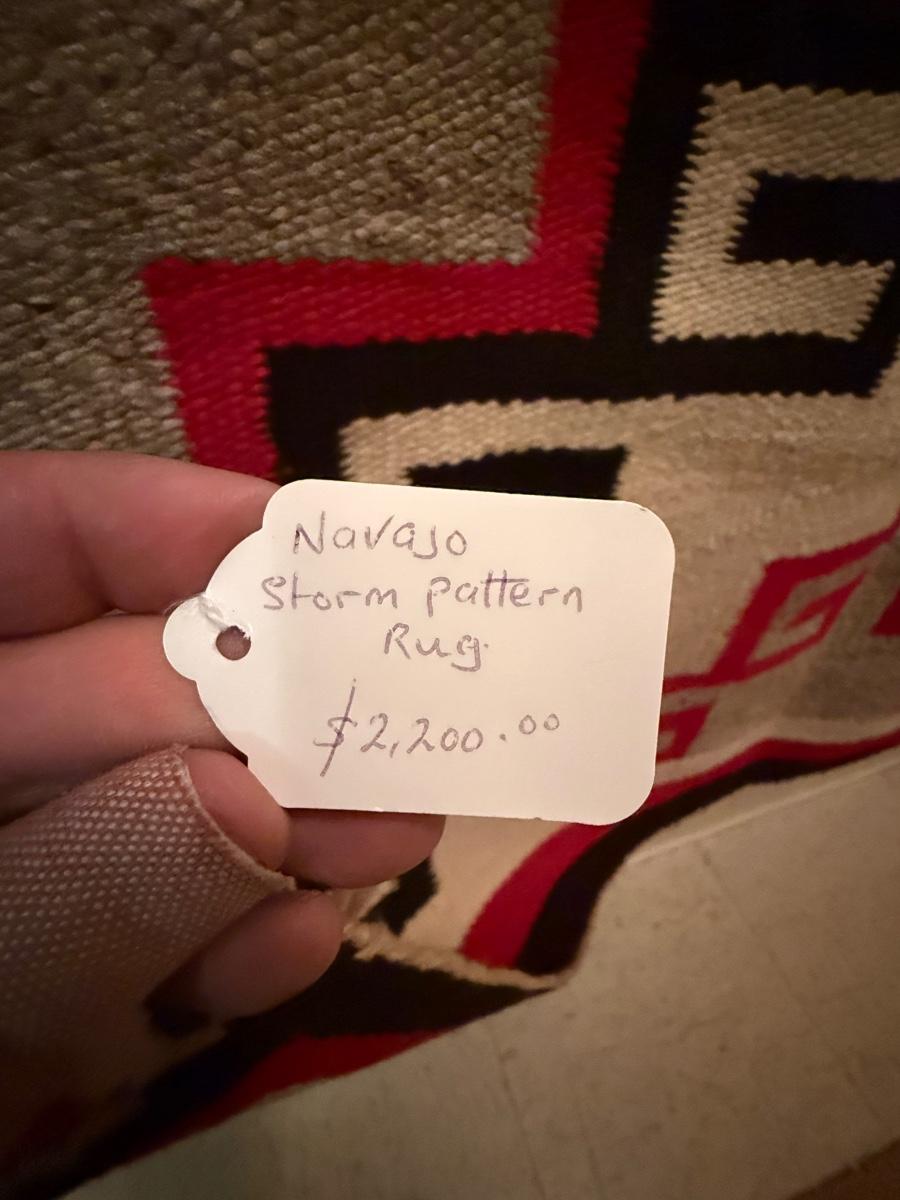 Navajo
Storm pattern
Rug.
$2,200.00